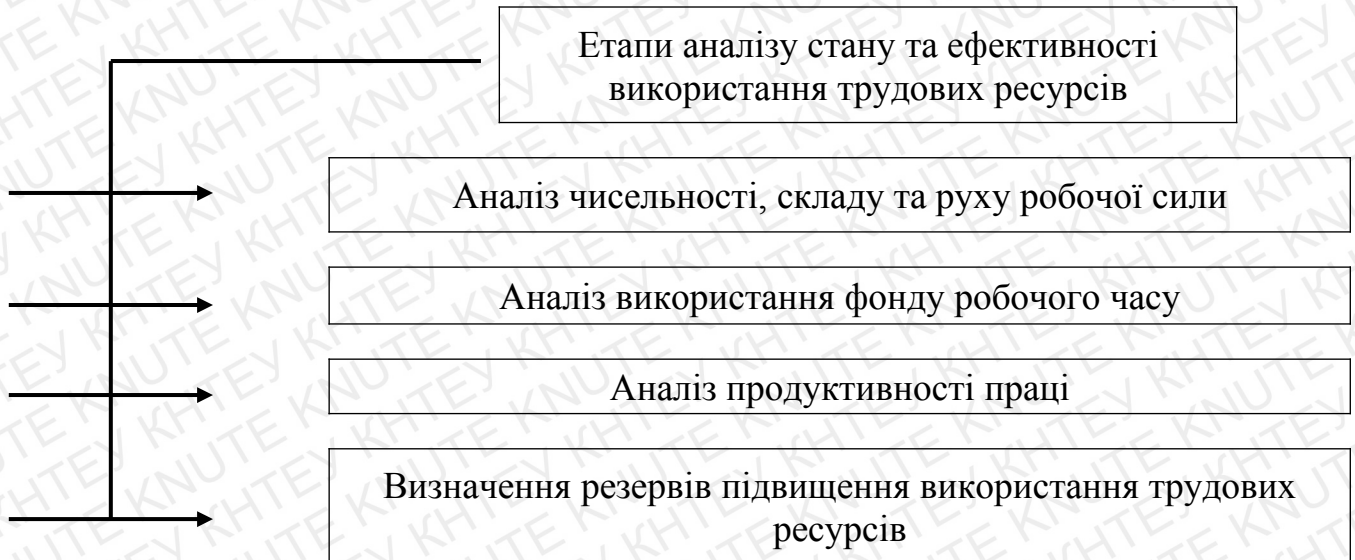 Етапи аналізу стану та ефективності
використання трудових ресурсів
Аналіз чисельності, складу та руху робочої сили
Аналіз використання фонду робочого часу
Аналіз продуктивності праці
Визначення резервів підвищення використання трудових
ресурсів